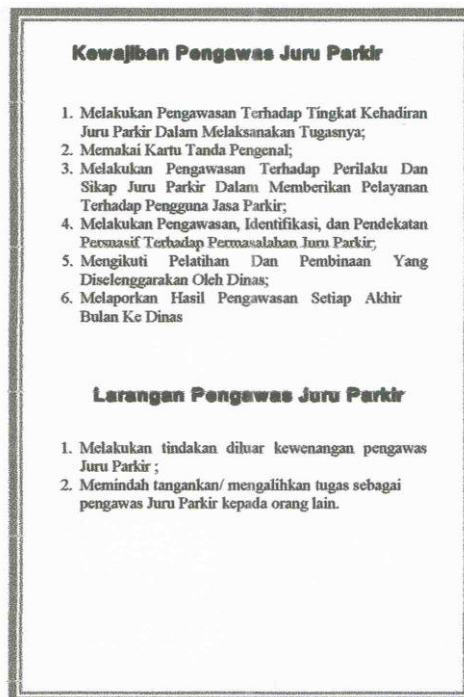 Kewajiban Pengawas Juru Parkir
1. Melakukan Pengawasan Terhadap Tingkat Kehadiran
Juru Parkir Dalam Melaksanakan Tugasnya;
2. Memakai Kartu Tanda Pengenal;
3. Melakukan Pengawasan Terhadap Perilaku Dan
Sikap Juru Parkir Dalam Memberikan Pelayanan
Terhadap Pengguna Jasa Parkir;
4. Melakukan Pengawasan, Identifikasi, dan Pendekatan
Persuasif Terhadap Permasalahan Juru Parkir;
5. Mengikuti Pelatihan Dan Pembinaan Yang
Diselenggarakan Oleh Dinas;
6. Melaporkan Hasil Pengawasan Setiap Akhir
Bulan Ke Dinas
Larangan Pengawas Juru Parkir
1. Melakukan tindakan diluar kewenangan pengawas
Juru Parkir ;
2. Memindah tangankan/ mengalihkan tugas sebagai
pengawas Juru Parkir kepada orang lain.